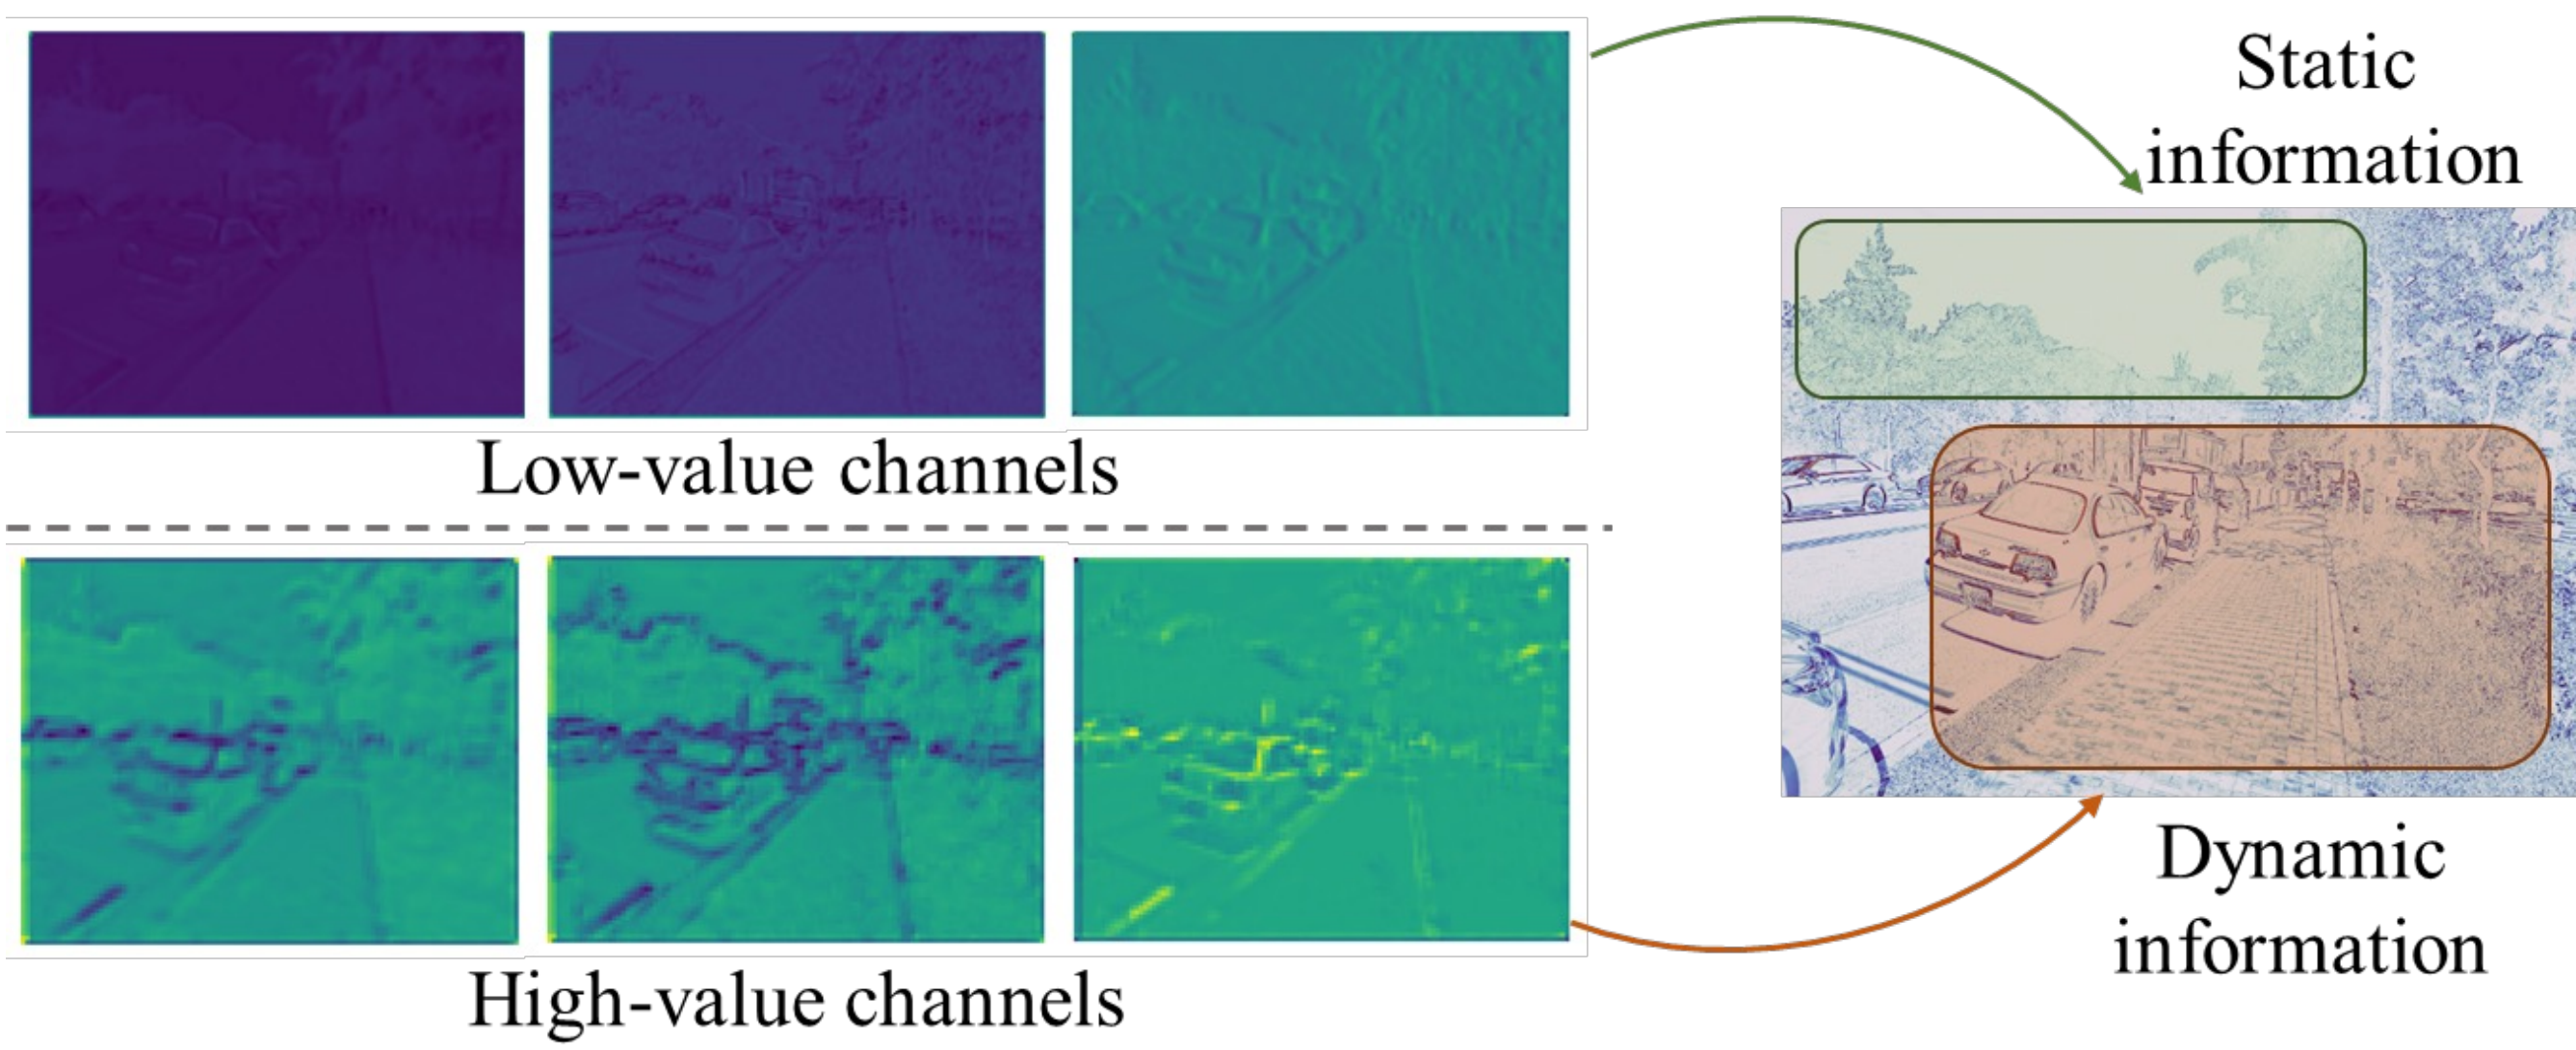 Static
information
Low-value channels
High-value channels
Dynamic
information